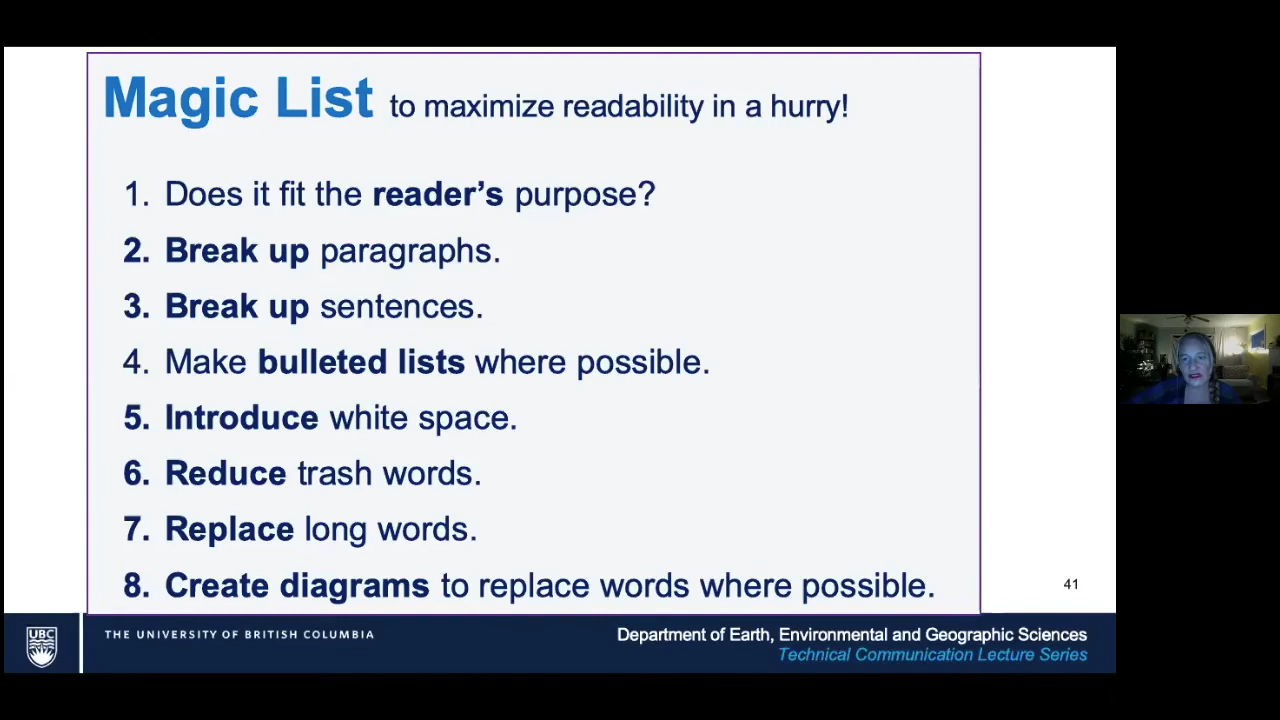 Magic List to maximize readability in a hurry!
1. Does it fit the reader's purpose?
2. Break up paragraphs.
3. Break up sentences.
4. Make bulleted lists where possible.
5. Introduce white space.
6. Reduce trash words.
7. Replace long words.
8. Create diagrams to replace words where possible.
41
UBC
THE UNIVERSITY OF BRITISH COLUMBIA
Department of Earth, Environmental and Geographic Sciences
Technical Communication Lecture Series